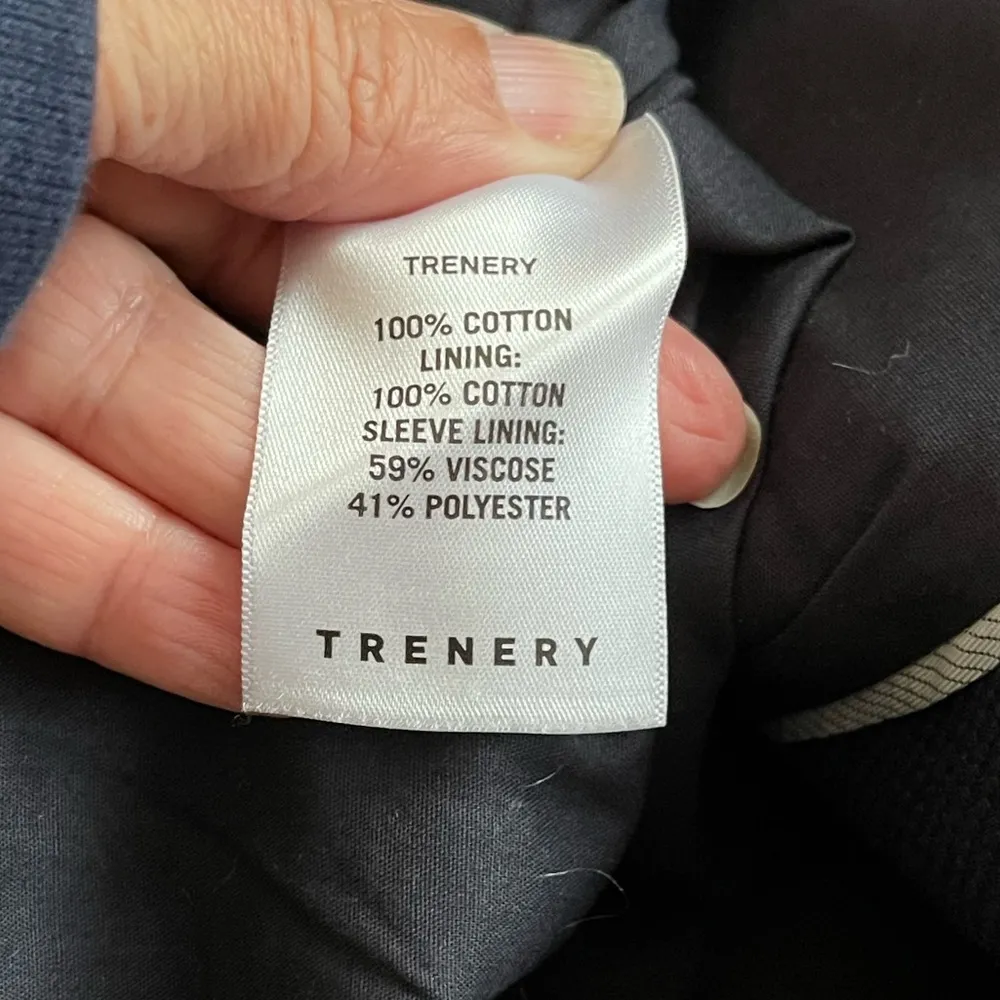 TRENERY
100% COTTON
LINING:
100% COTTON
SLEEVE LINING:
59% VISCOSE
41% POLYESTER
TRENERY